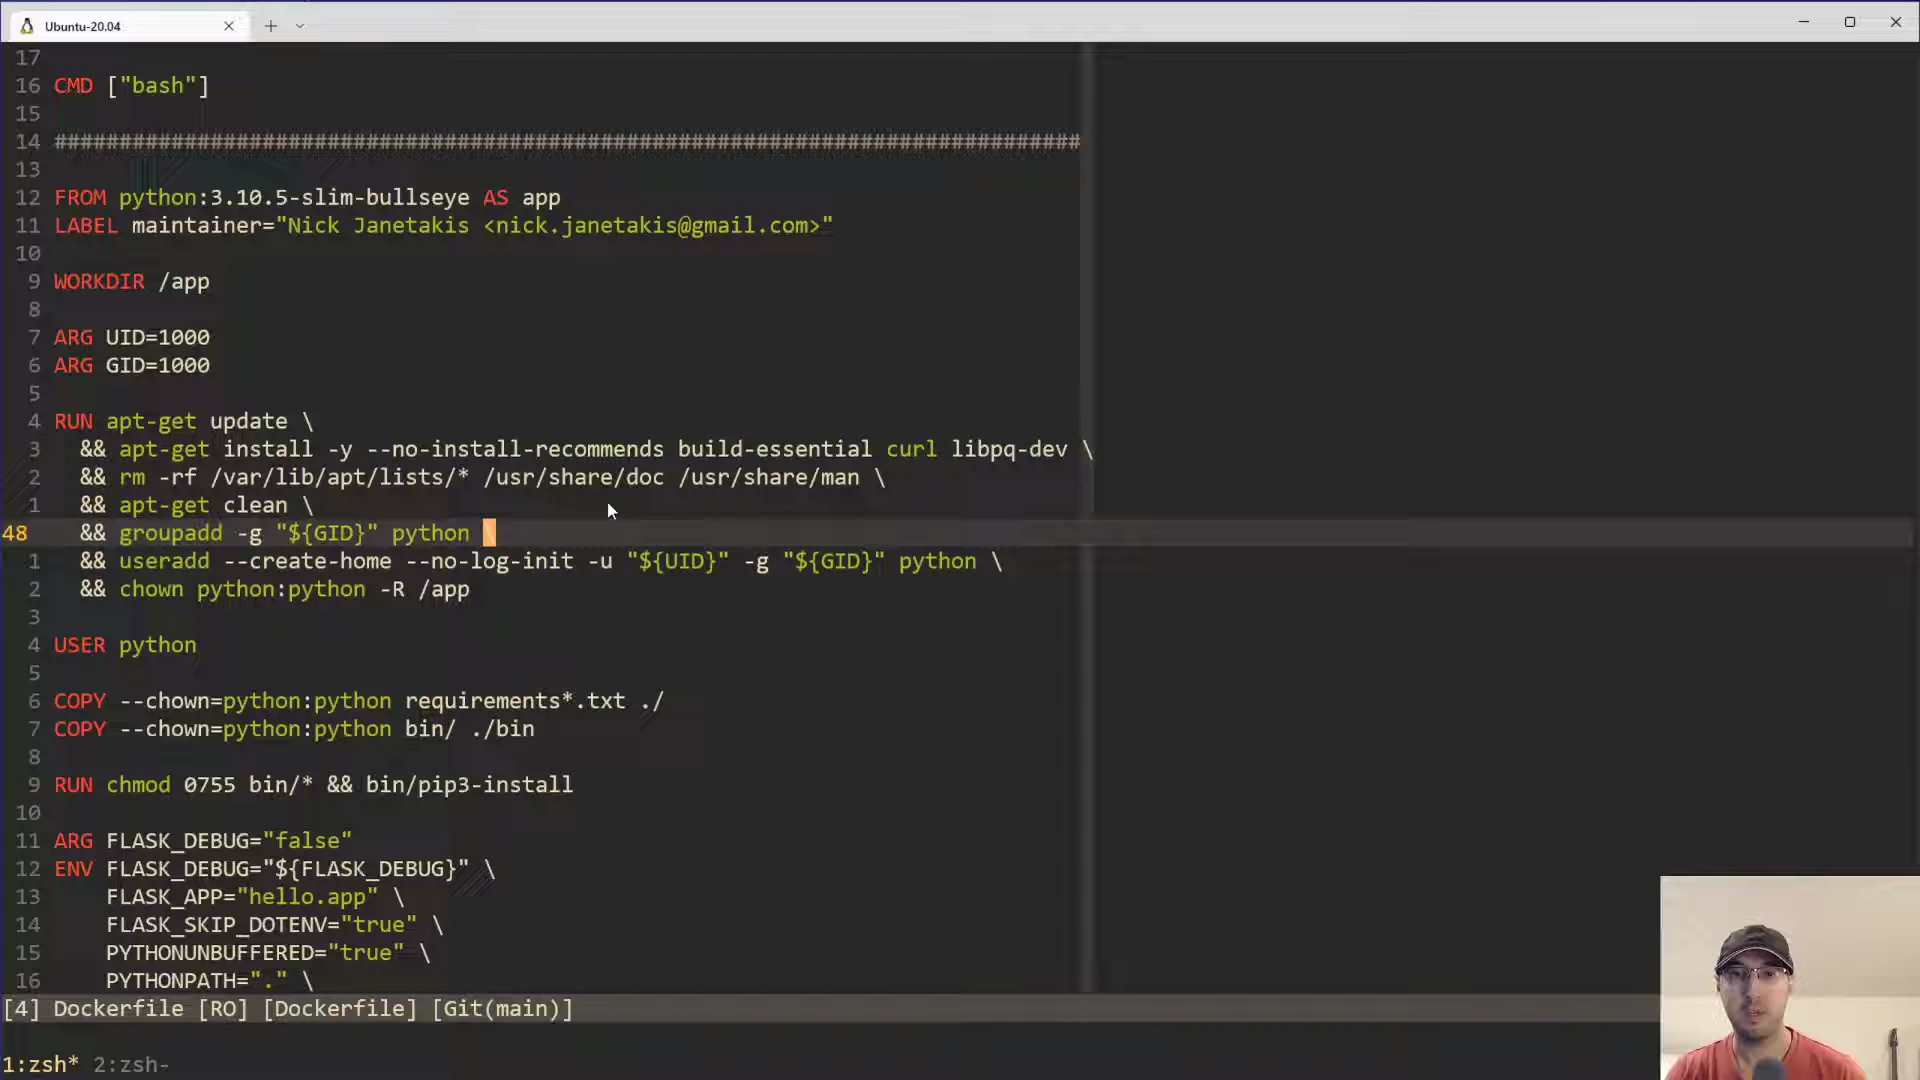 Ubuntu-20.04
17
16 CMD ["bash"]
15
14 ###############################################################################
13
12 FROM python:3.10.5-slim-bullseye AS app
11 LABEL maintainer="Nick Janetakis <nick.janetakis@gmail.com>"
10
9 WORKDIR /app
8
7 ARG UID=1000
6 ARG GID=1000
5
4 RUN apt-get update \
3   && apt-get install -y --no-install-recommends build-essential curl libpq-dev \
2   && rm -rf /var/lib/apt/lists/* /usr/share/doc /usr/share/man \
1   && apt-get clean \
48   && groupadd -g "${GID}" python \
1   && useradd --create-home --no-log-init -u "${UID}" -g "${GID}" python \
2   && chown python:python -R /app
3
4 USER python
5
6 COPY --chown=python:python requirements*.txt ./
7 COPY --chown=python:python bin/ ./bin
8
9 RUN chmod 0755 bin/* && bin/pip3-install
10
11 ARG FLASK_DEBUG="false"
12 ENV FLASK_DEBUG="${FLASK_DEBUG}" \
13     FLASK_APP="hello.app" \
14     FLASK_SKIP_DOTENV="true" \
15     PYTHONUNBUFFERED="true" \
16     PYTHONPATH="." \
[4] Dockerfile [RO] [Dockerfile] [Git(main)]
1:zsh* 2:zsh-